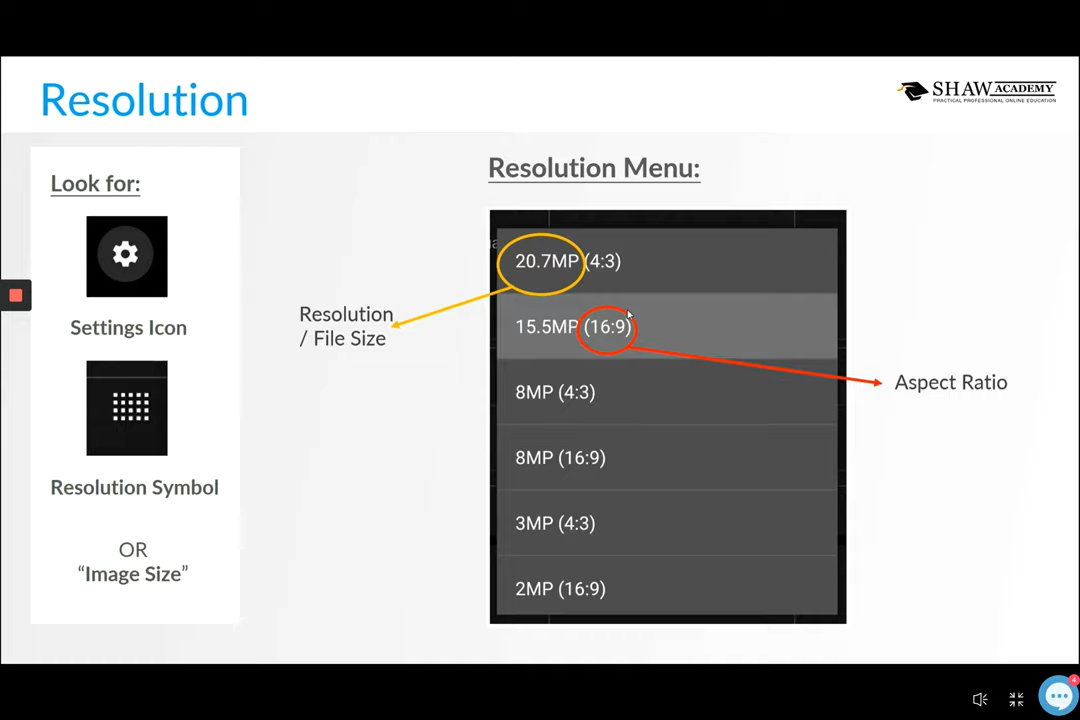 Resolution
SHAW ACADEMY
PRACTICAL PROFESSIONAL ONLINE EDUCATION
Look for:
Settings Icon
Resolution Symbol
OR
“Image Size”
Resolution Menu:
20.7MP (4:3)
15.5MP (16:9)
8MP (4:3)
8MP (16:9)
3MP (4:3)
2MP (16:9)
Resolution
/ File Size
Aspect Ratio
4